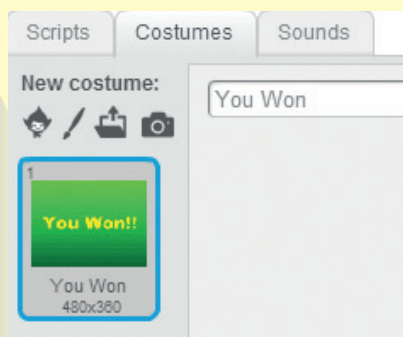 Scripts Costumes Sounds
New costume:
You Won
1
You Won!!
You Won
480x360